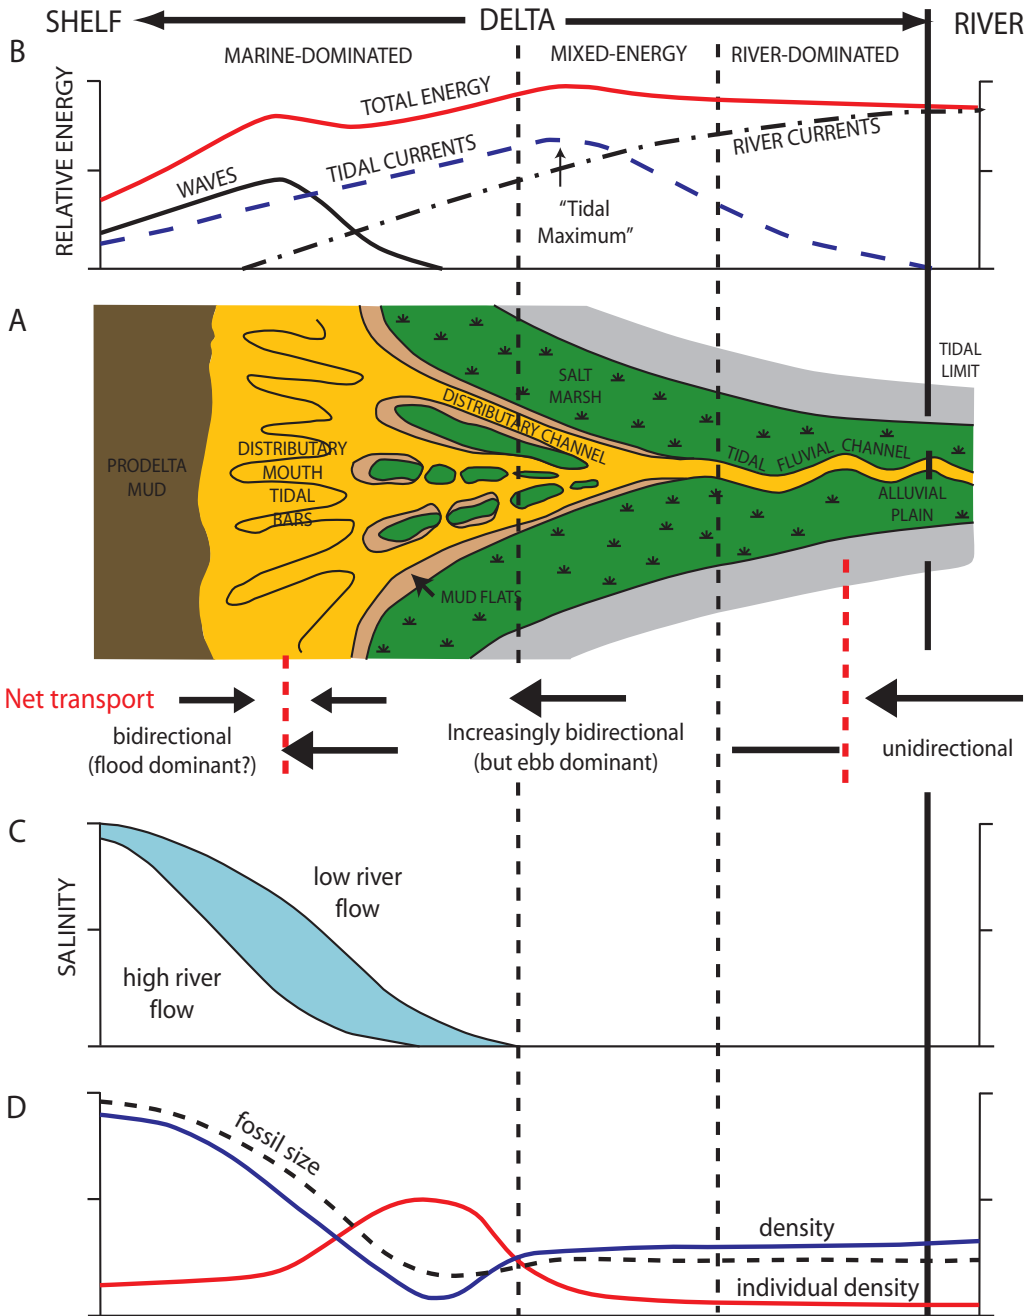 SHELF
DELTA
RIVER
B
MARINE-DOMINATED
MIXED-ENERGY
RIVER-DOMINATED
RELATIVE ENERGY
TOTAL ENERGY
WAVES
TIDAL CURRENTS
RIVER CURRENTS
“Tidal
Maximum”
A
TIDAL
LIMIT
SALT
MARSH
DISTRIBUTARY CHANNEL
TIDAL FLUVIAL CHANNEL
PRODELTA
MUD
DISTRIBUTARY
MOUTH
TIDAL
BARS
ALLUVIAL
PLAIN
MUD FLATS
Net transport
bidirectional
(flood dominant?)
Increasingly bidirectional
(but ebb dominant)
unidirectional
C
SALINITY
low river
flow
high river
flow
D
fossil size
density
individual density